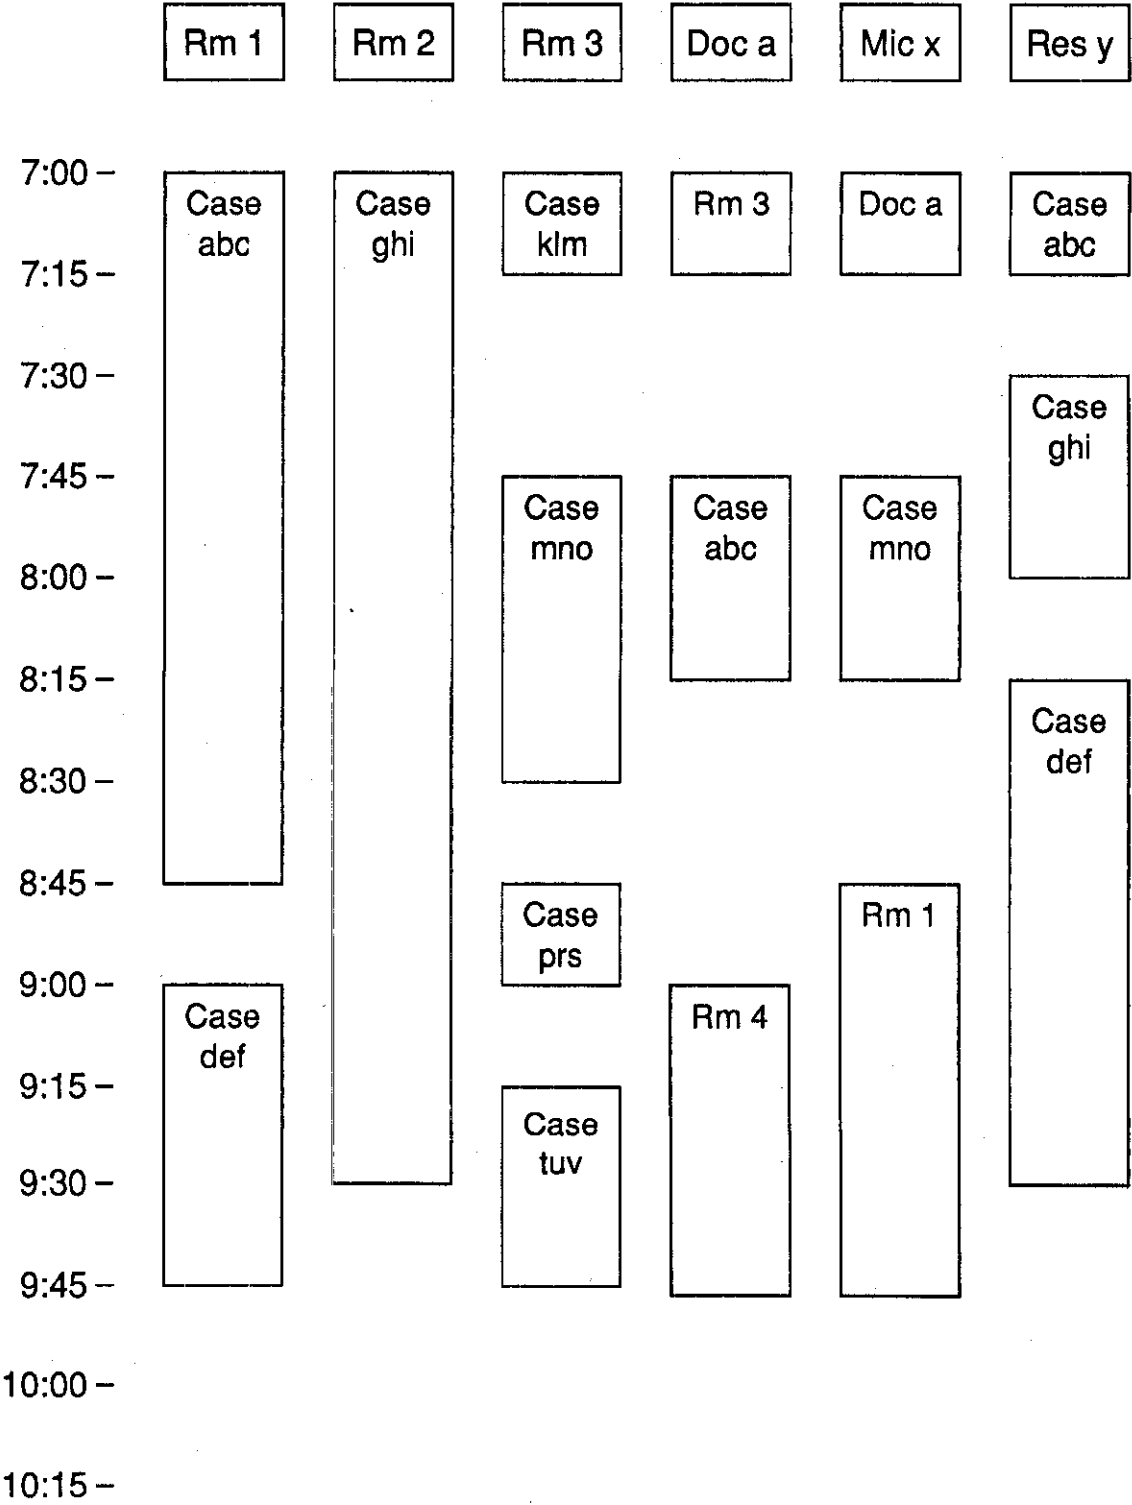 Rm 1 Rm 2 Rm 3 Doc a Mic x Res y
7:00 –
Case Case Case Rm 3 Doc a Case
abc ghi klm abc
7:15 –
7:30 –
Case
ghi
7:45 –
Case Case Case
mno abc mno
8:00 –
8:15 –
Case
def
8:30 –
8:45 –
Case Rm 1
prs
9:00 –
Case Rm 4
def
9:15 –
Case
tuv
9:30 –
9:45 –
10:00 –
10:15 –